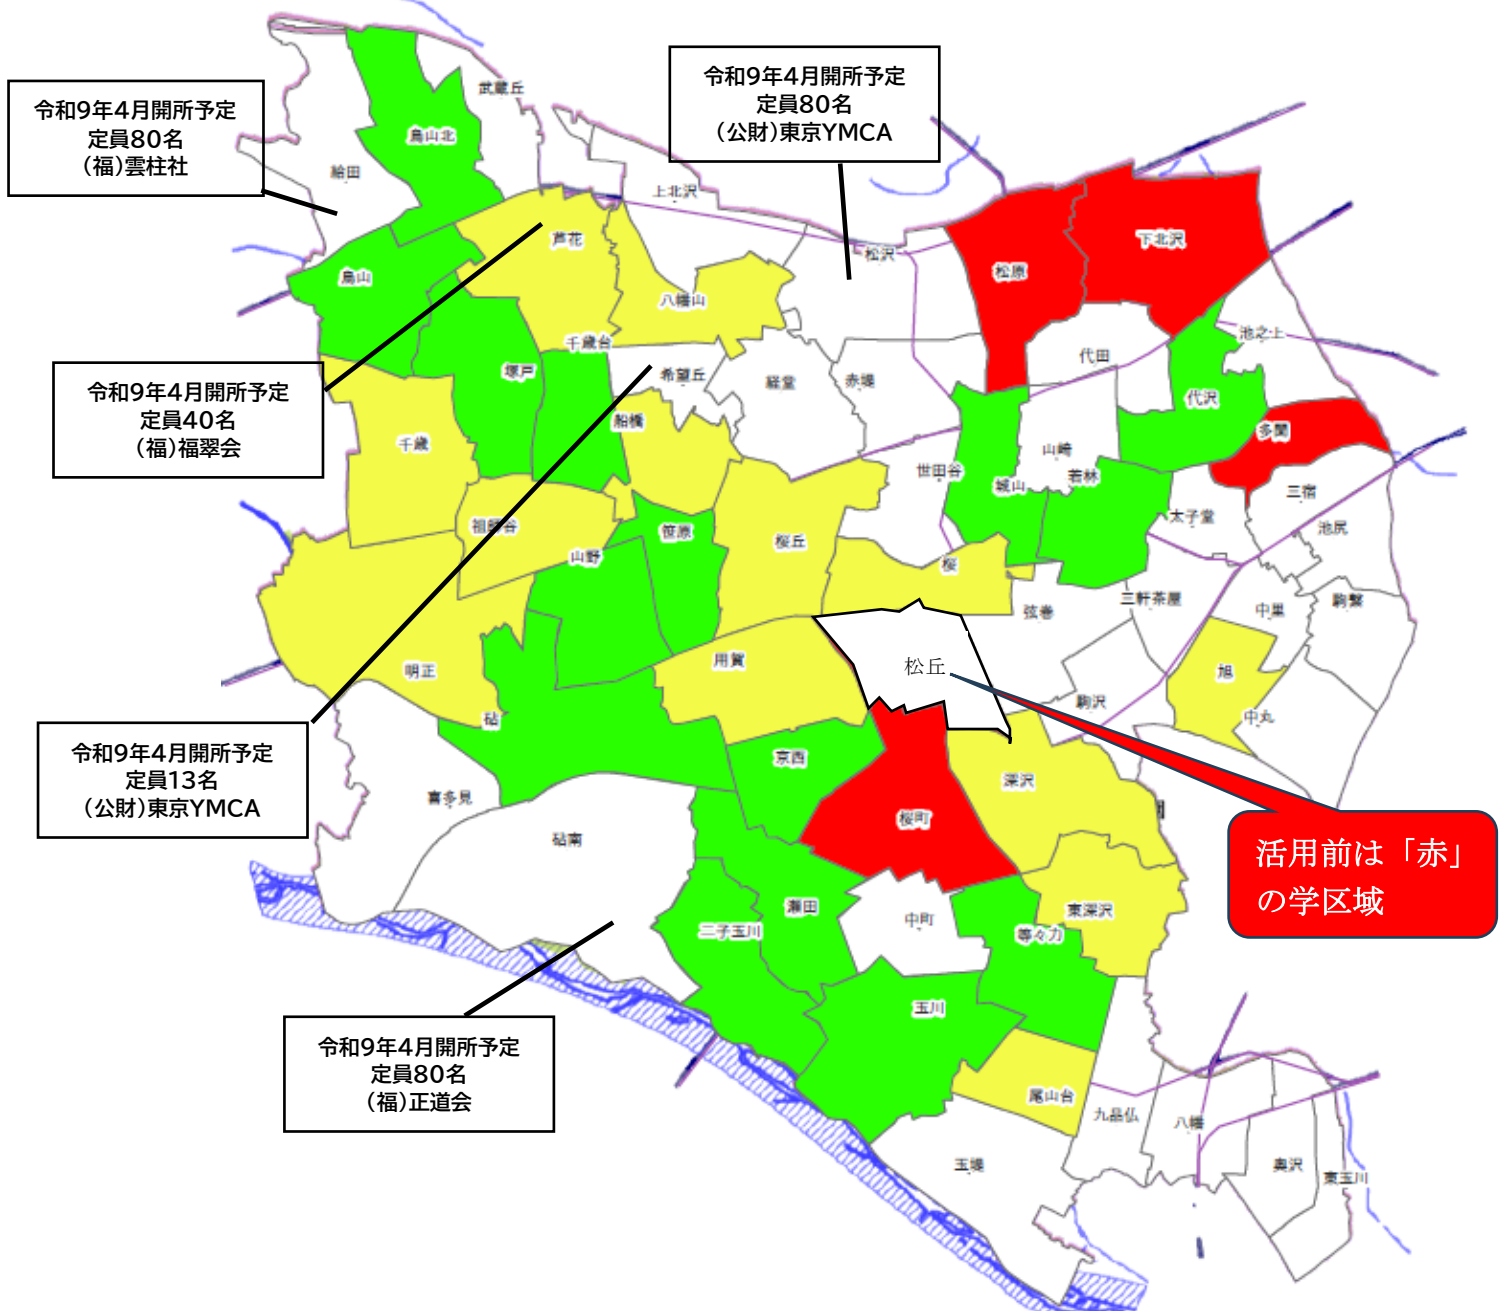 令和9年4月開所予定
定員80名
（公財）東京YMCA
令和9年4月開所予定
定員80名
（福）雲柱社
武蔵丘
烏山北
給田
上北沢
芦花
松沢
下北沢
松原
烏山
八幡山
池之上
千歳台
代田
希望丘
塚戸
経堂
赤堤
代沢
令和9年4月開所予定
定員40名
（福）福翠会
船橋
多聞
千歳
山崎
世田谷
若林
城山
三宿
祖師谷
太子堂
池尻
笹原
桜丘
山野
桜
三軒茶屋
駒繋
中里
弦巻
用賀
松丘
明正
旭
駒沢
中丸
砧
令和9年4月開所予定
定員13名
（公財）東京YMCA
京西
深沢
喜多見
桜町
砧南
活用前は「赤」
の学区域
瀬田
東深沢
中町
二子玉川
等々力
玉川
令和9年4月開所予定
定員80名
（福）正道会
尾山台
九品仏
八幡
玉堤
奥沢
東玉川